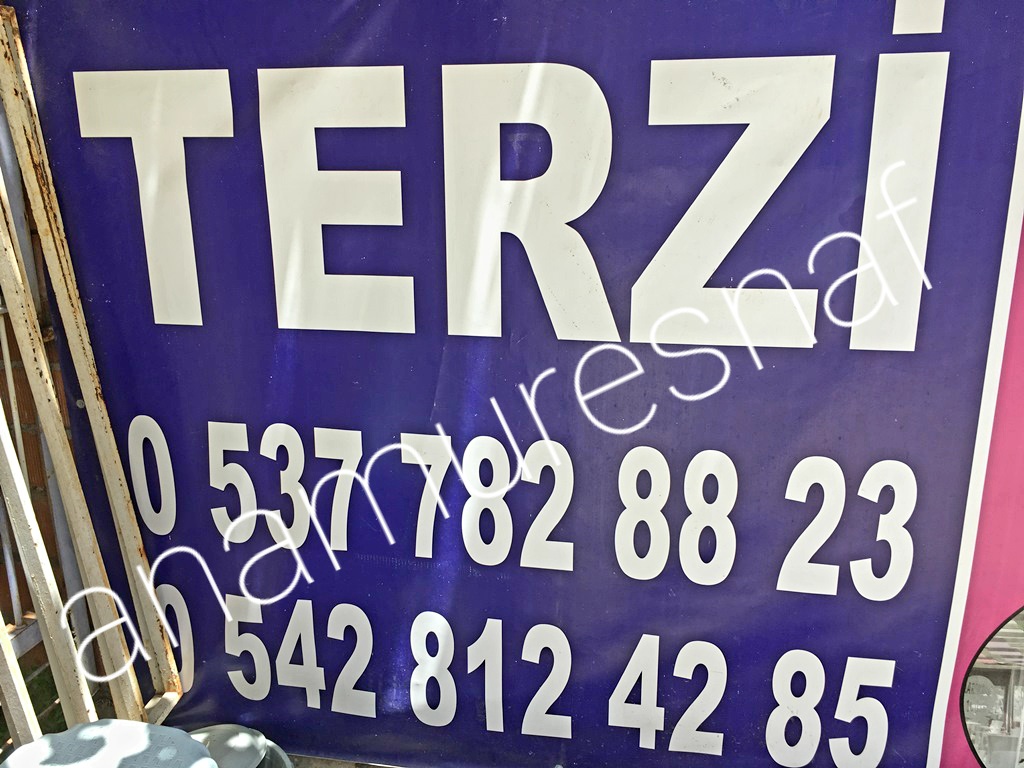 TERZİ
0 537 782 88 23
0 542 812 42 85
anamuresnaf